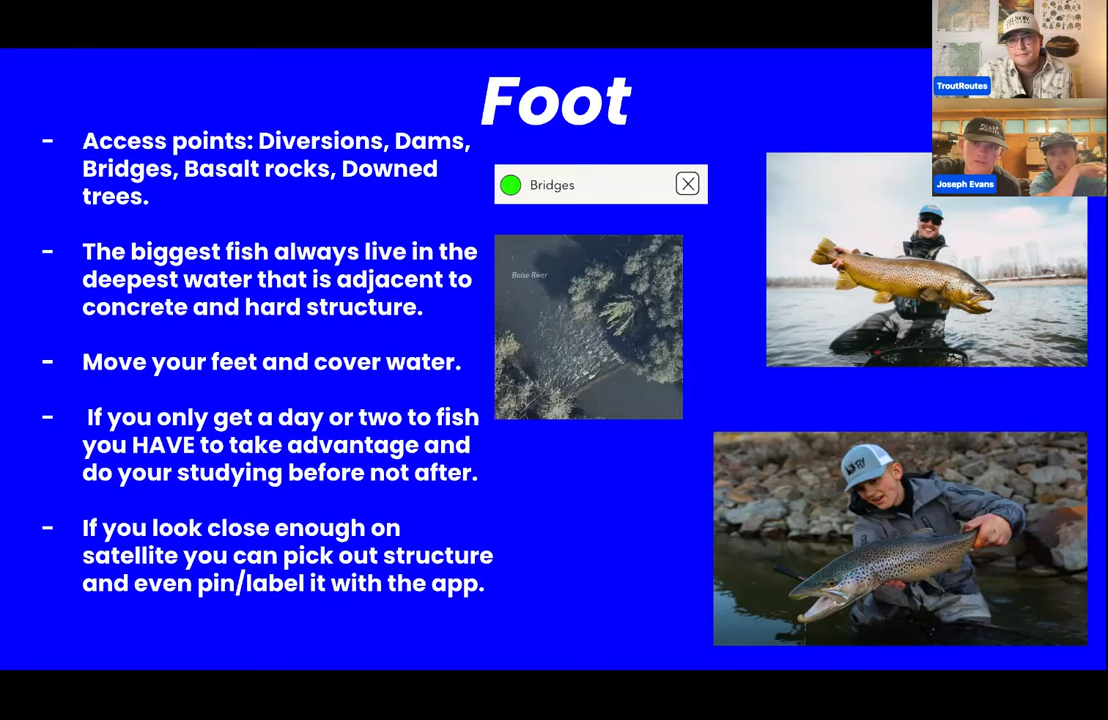 Foot
- Access points: Diversions, Dams,
Bridges, Basalt rocks, Downed
trees.
- The biggest fish always live in the
deepest water that is adjacent to
concrete and hard structure.
- Move your feet and cover water.
- If you only get a day or two to fish
you HAVE to take advantage and
do your studying before not after.
- If you look close enough on
satellite you can pick out structure
and even pin/label it with the app.
Bridges
Boise River
TroutRoutes
Joseph Evans